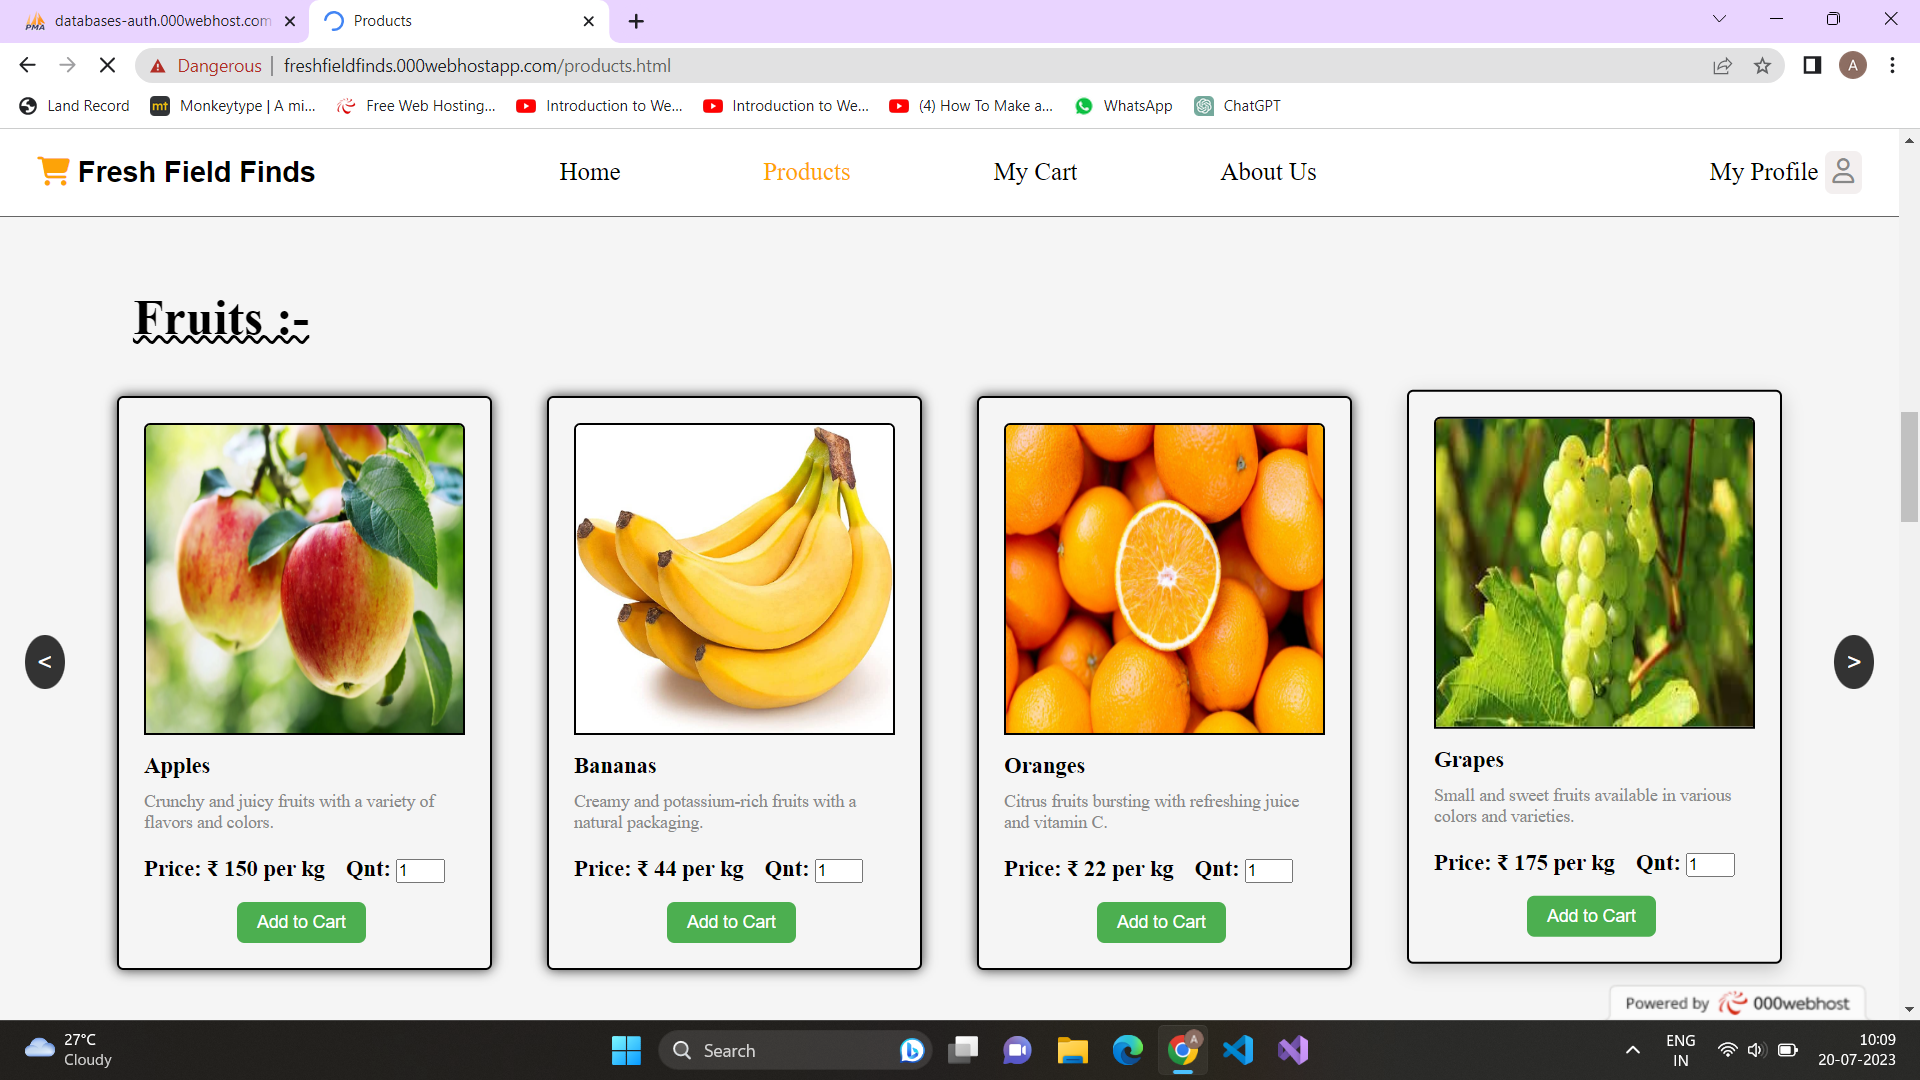 databases-auth.000webhost.com
Products
Dangerous | freshfieldfinds.000webhostapp.com/products.html
A
Land Record
mt Monkeytype | A mi...
Free Web Hosting...
Introduction to We...
Introduction to We...
(4) How To Make a...
WhatsApp
ChatGPT
Fresh Field Finds
Home
Products
My Cart
About Us
My Profile
Fruits :-
<
>
Apples
Crunchy and juicy fruits with a variety of
flavors and colors.
Price: ₹ 150 per kg Qnt: 1
Add to Cart
Bananas
Creamy and potassium-rich fruits with a
natural packaging.
Price: ₹ 44 per kg Qnt: 1
Add to Cart
Oranges
Citrus fruits bursting with refreshing juice
and vitamin C.
Price: ₹ 22 per kg Qnt: 1
Add to Cart
Grapes
Small and sweet fruits available in various
colors and varieties.
Price: ₹ 175 per kg Qnt: 1
Add to Cart
Powered by 000webhost
27°C
Cloudy
Search
A
ENG
IN
10:09
20-07-2023